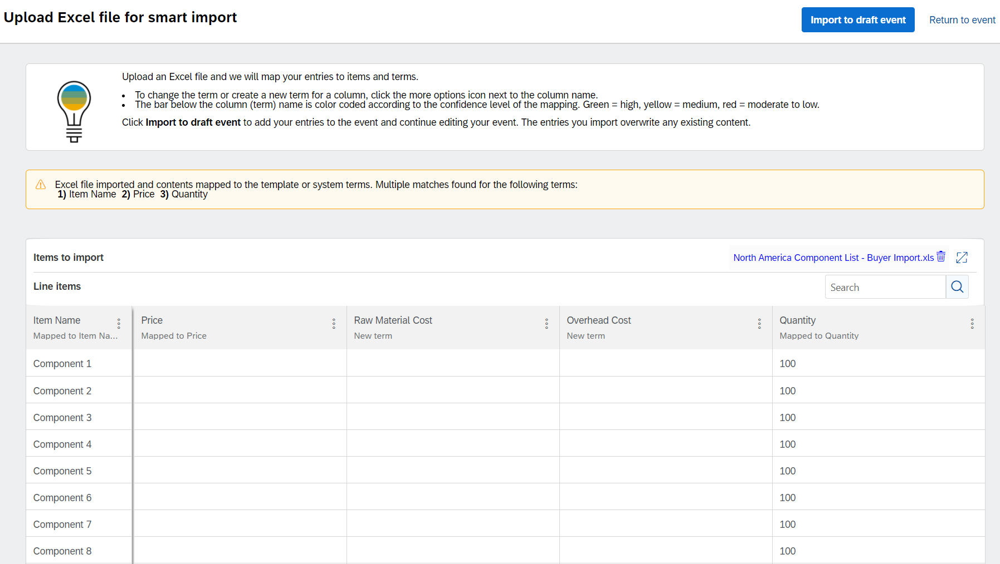 Upload Excel file for smart import
Import to draft event
Return to event
Upload an Excel file and we will map your entries to items and terms.
• To change the term or create a new term for a column, click the more options icon next to the column name.
• The bar below the column (term) name is color coded according to the confidence level of the mapping. Green = high, yellow = medium, red = moderate to low.
Click Import to draft event to add your entries to the event and continue editing your event. The entries you import overwrite any existing content.
Excel file imported and contents mapped to the template or system terms. Multiple matches found for the following terms:
1) Item Name 2) Price 3) Quantity
Items to import
North America Component List - Buyer Import.xls
Line items
Search
Item Name Price Raw Material Cost Overhead Cost Quantity
Mapped to Item Na... Mapped to Price New term New term Mapped to Quantity
Component 1 100
Component 2 100
Component 3 100
Component 4 100
Component 5 100
Component 6 100
Component 7 100
Component 8 100